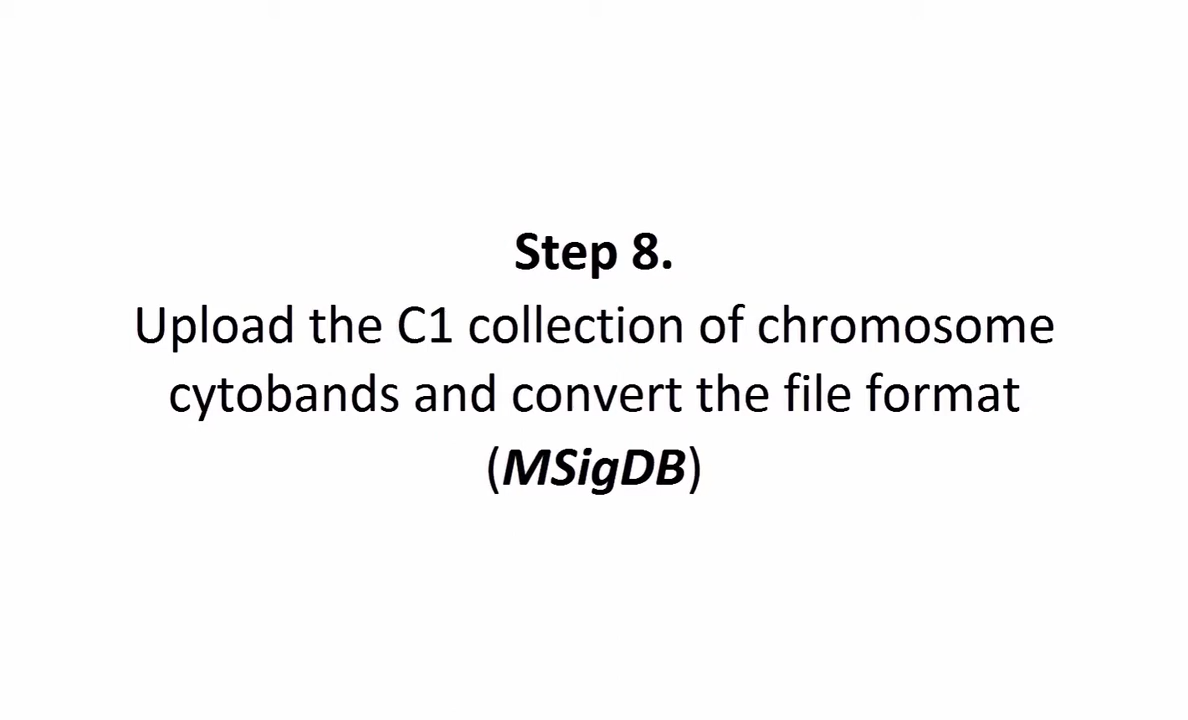 Step 8.
Upload the C1 collection of chromosome
cytobands and convert the file format
(MSigDB)